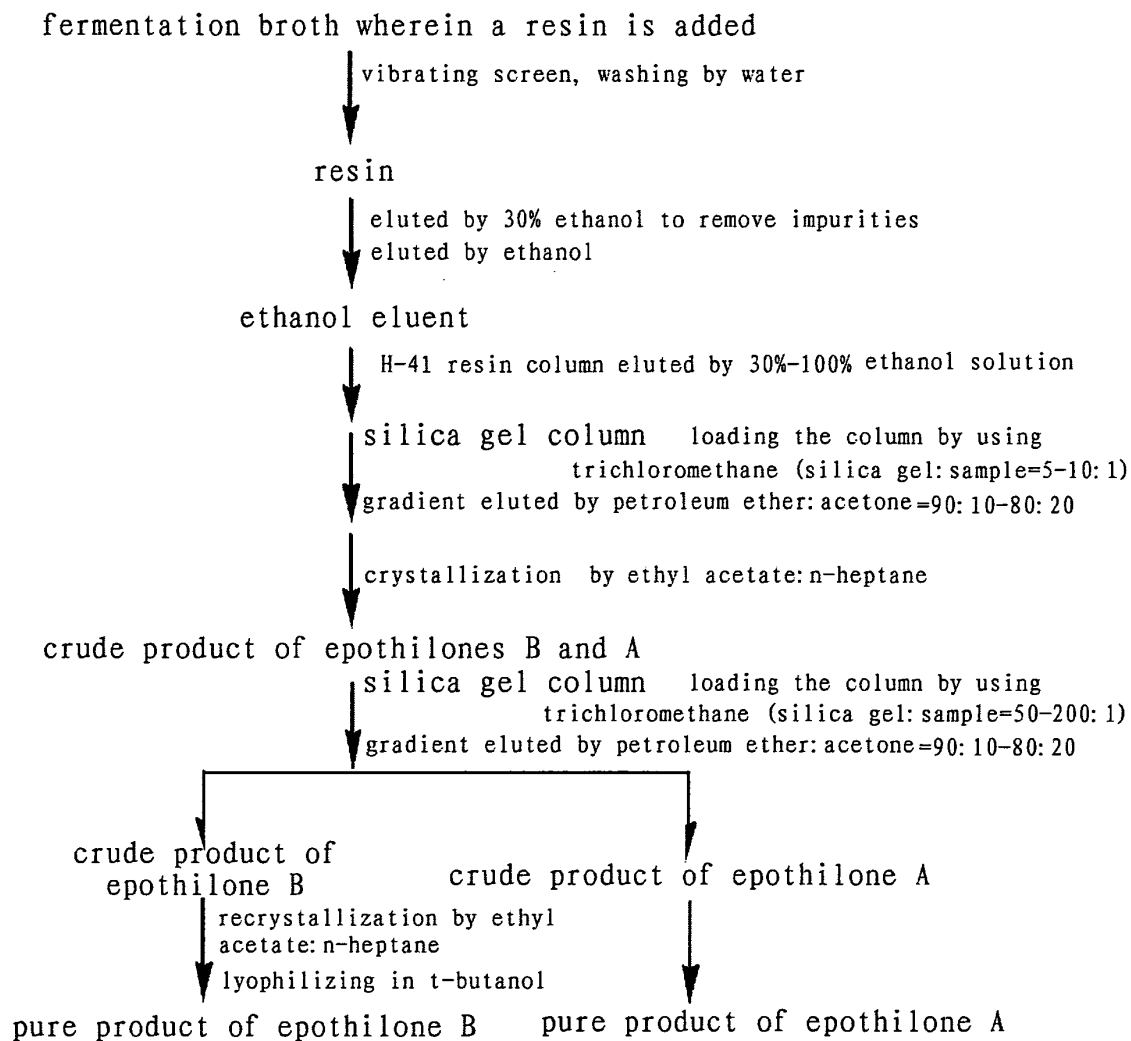 fermentation broth wherein a resin is added
vibrating screen, washing by water
resin
eluted by 30% ethanol to remove impurities
eluted by ethanol
ethanol eluent
H-41 resin column eluted by 30%-100% ethanol solution
silica gel column loading the column by using
trichloromethane (silica gel:sample=5-10:1)
gradient eluted by petroleum ether:acetone=90:10-80:20
crystallization by ethyl acetate:n-heptane
crude product of epothilones B and A
silica gel column loading the column by using
trichloromethane (silica gel:sample=50-200:1)
gradient eluted by petroleum ether:acetone=90:10-80:20
crude product of
epothilone B
crude product of epothilone A
recrystallization by ethyl
acetate:n-heptane
lyophilizing in t-butanol
pure product of epothilone B
pure product of epothilone A